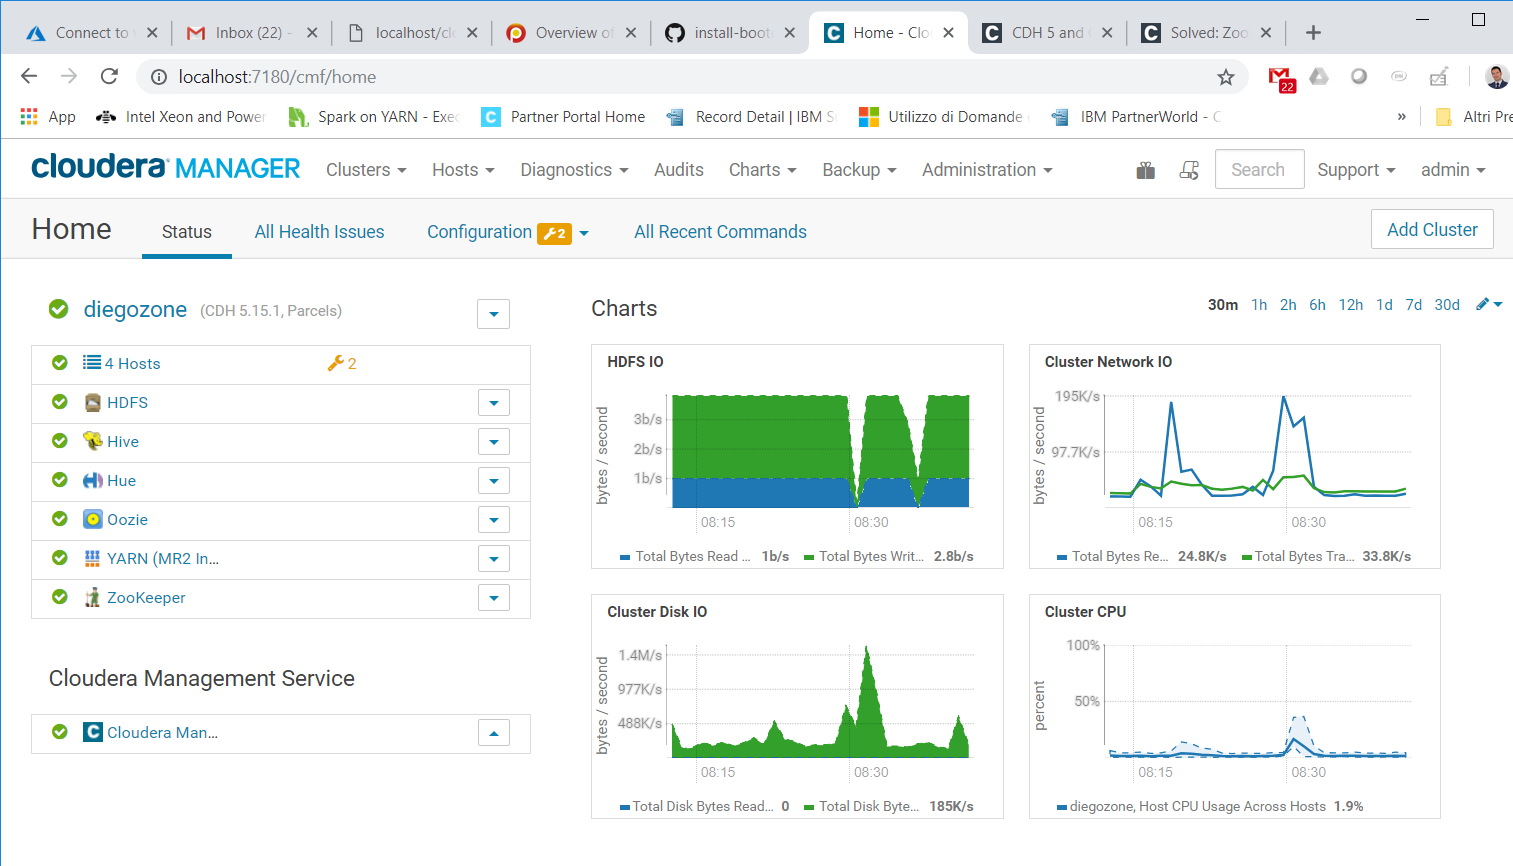 Connect to
Inbox (22) -
localhost/cl
Overview of
install-boot
Home - Clo
CDH 5 and
Solved: Zoo
localhost:7180/cmf/home
22
App
Intel Xeon and Power
Spark on YARN - Exec
Partner Portal Home
Record Detail | IBM S
Utilizzo di Domande
IBM PartnerWorld - C
»
Altri Pre
cloudera MANAGER
Clusters
Hosts
Diagnostics
Audits
Charts
Backup
Administration
Search
Support
admin
Home
Status
All Health Issues
Configuration
2
All Recent Commands
Add Cluster
diegozone (CDH 5.15.1, Parcels)
4 Hosts
2
HDFS
Hive
Hue
Oozie
YARN (MR2 In...
ZooKeeper
Cloudera Management Service
C Cloudera Man...
Charts
30m 1h 2h 6h 12h 1d 7d 30d
HDFS IO
bytes / second
3b/s
2b/s
1b/s
08:15
08:30
Total Bytes Read ... 1b/s
Total Bytes Writ... 2.8b/s
Cluster Network IO
bytes / second
195K/s
97.7K/s
08:15
08:30
Total Bytes Re... 24.8K/s
Total Bytes Tra... 33.8K/s
Cluster Disk IO
bytes / second
1.4M/s
977K/s
488K/s
08:15
08:30
Total Disk Bytes Read... 0
Total Disk Byte... 185K/s
Cluster CPU
percent
100%
50%
08:15
08:30
diegozone, Host CPU Usage Across Hosts 1.9%